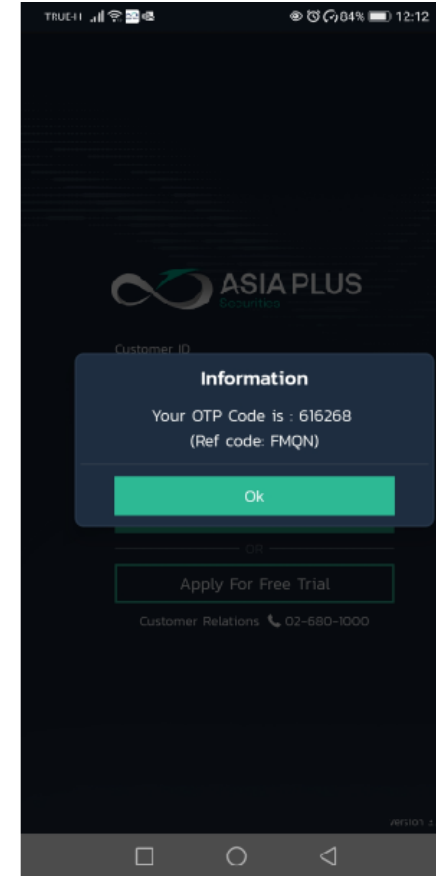 TRUE-H
84% 12:12
ASIA PLUS
Securities
Customer ID
Information
Your OTP Code is : 616268
(Ref code: FMQN)
Ok
OR
Apply For Free Trial
Customer Relations 02-680-1000
version